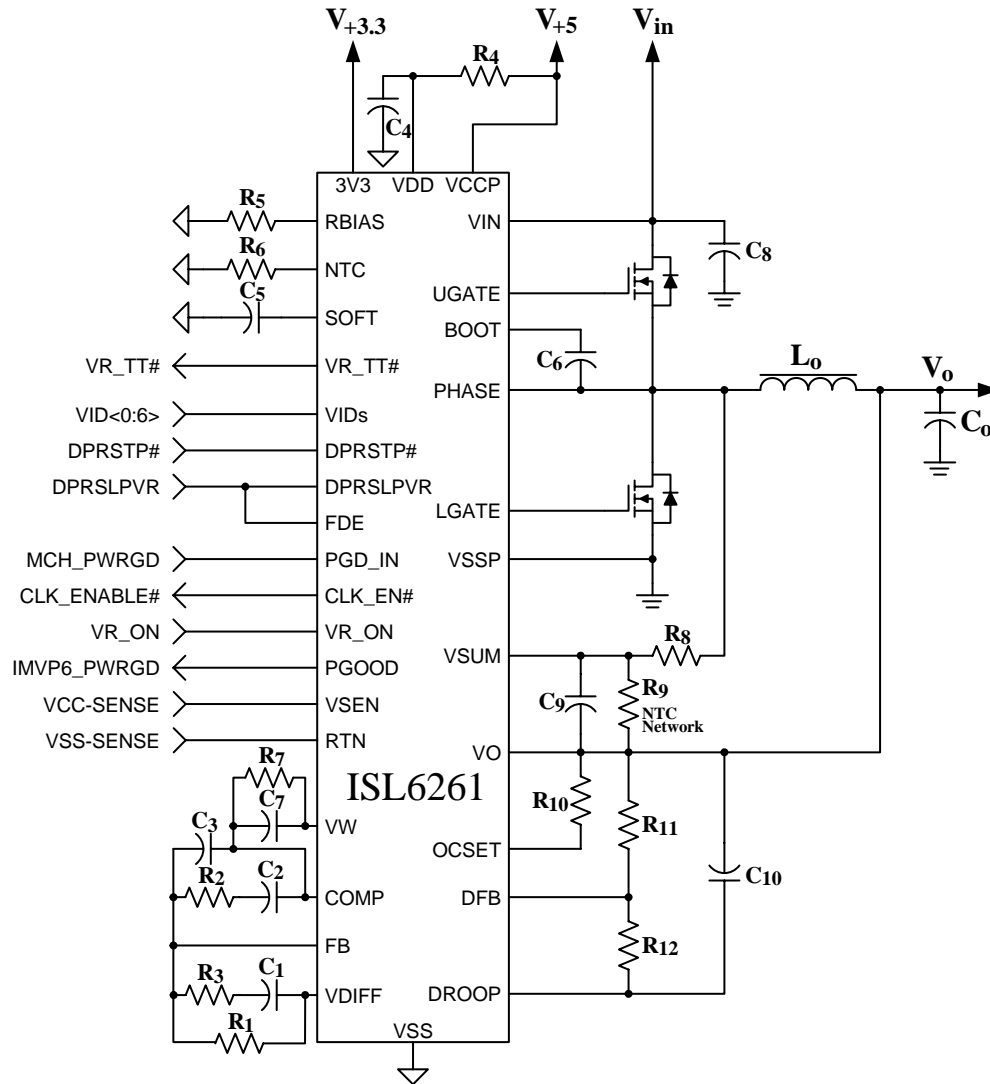 V+3.3
V+5
Vin
R4
C4
3V3
VDD
VCCP
R5
RBIAS
VIN
C8
R6
NTC
UGATE
C5
SOFT
BOOT
C6
VR_TT#
VR_TT#
PHASE
Lo
Vo
Co
VID<0:6>
VIDs
DPRSTP#
DPRSTP#
DPRSLPVR
DPRSLPVR
LGATE
FDE
MCH_PWRGD
PGD_IN
VSSP
CLK_ENABLE#
CLK_EN#
VR_ON
VR_ON
R8
VSUM
IMVP6_PWRGD
PGOOD
R9
NTC
Network
C9
VCC-SENSE
VSEN
VSS-SENSE
RTN
VO
R7
ISL6261
R10
C7
VW
R11
C3
OCSET
R2
C2
COMP
DFB
C10
FB
R12
R3
C1
VDIFF
DROOP
R1
VSS